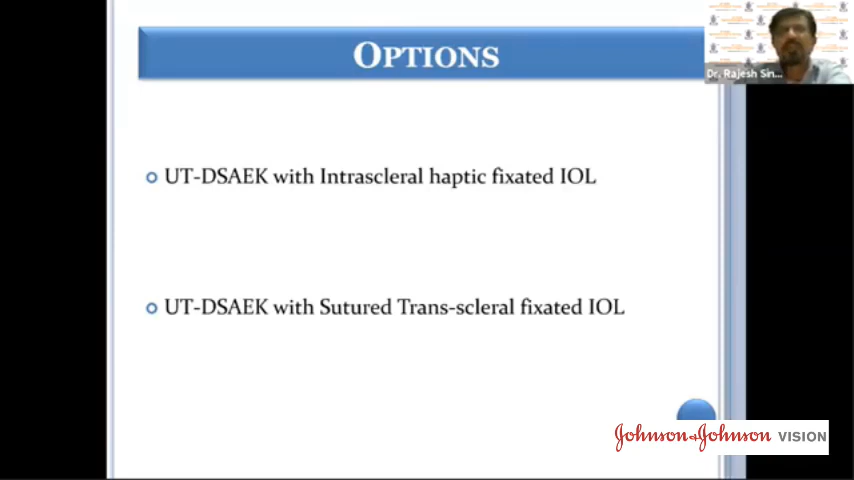 OPTIONS
Dr. Rajesh Sin...
UT-DSAEK with Intrascleral haptic fixated IOL
UT-DSAEK with Sutured Trans-scleral fixated IOL
Johnson & Johnson VISION